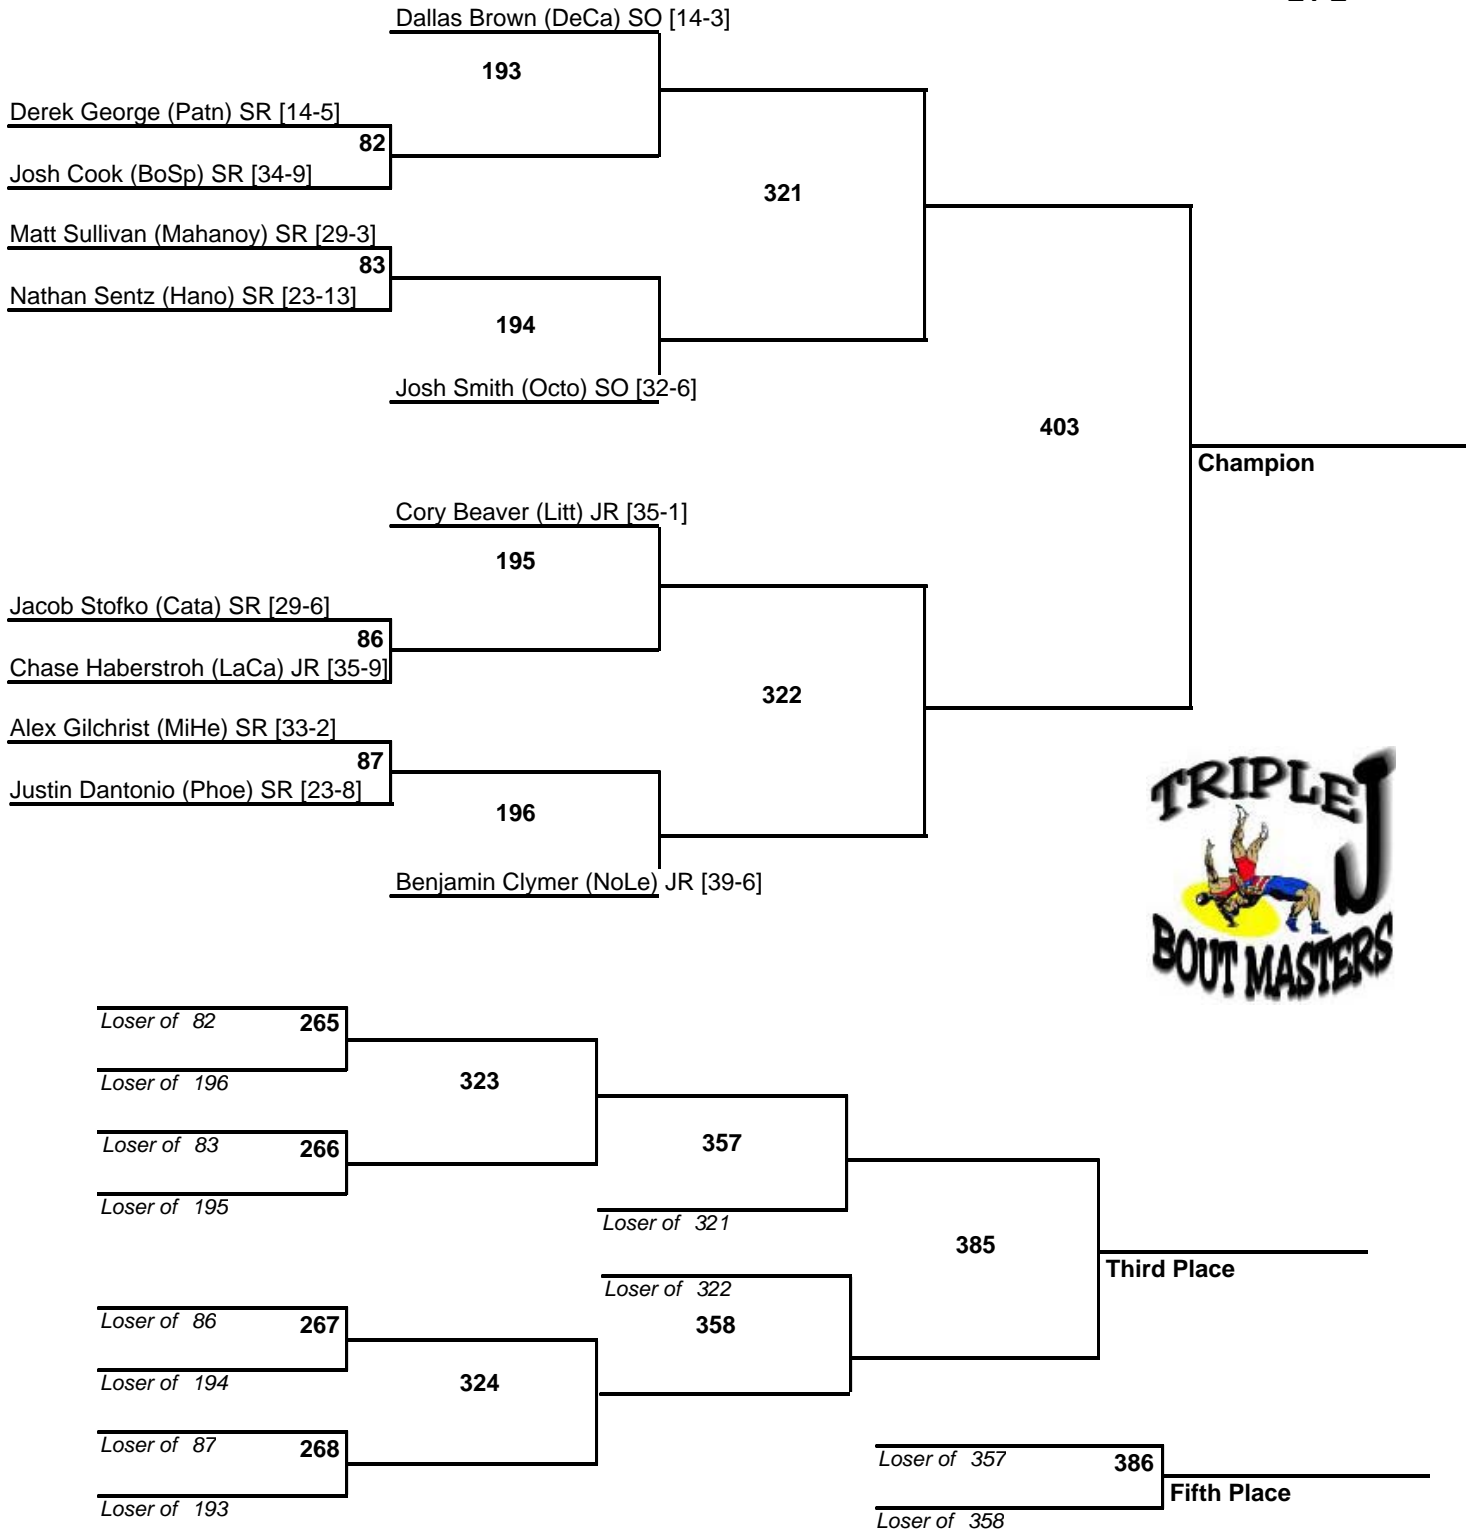 Dallas Brown (DeCa) SO [14-3]
193
Derek George (Patn) SR [14-5]
82
Josh Cook (BoSp) SR [34-9]
321
Matt Sullivan (Mahanoy) SR [29-3]
83
Nathan Sentz (Hano) SR [23-13]
194
Josh Smith (Octo) SO [32-6]
403
Champion
Cory Beaver (Litt) JR [35-1]
195
Jacob Stofko (Cata) SR [29-6]
86
Chase Haberstroh (LaCa) JR [35-9]
322
Alex Gilchrist (MiHe) SR [33-2]
87
Justin Dantonio (Phoe) SR [23-8]
196
Benjamin Clymer (NoLe) JR [39-6]
TRIPLE J
BOUT MASTERS
Loser of 82
265
Loser of 196
323
Loser of 83
266
Loser of 195
357
Loser of 321
385
Third Place
Loser of 322
358
Loser of 86
267
Loser of 194
324
Loser of 87
268
Loser of 193
Loser of 357
386
Fifth Place
Loser of 358